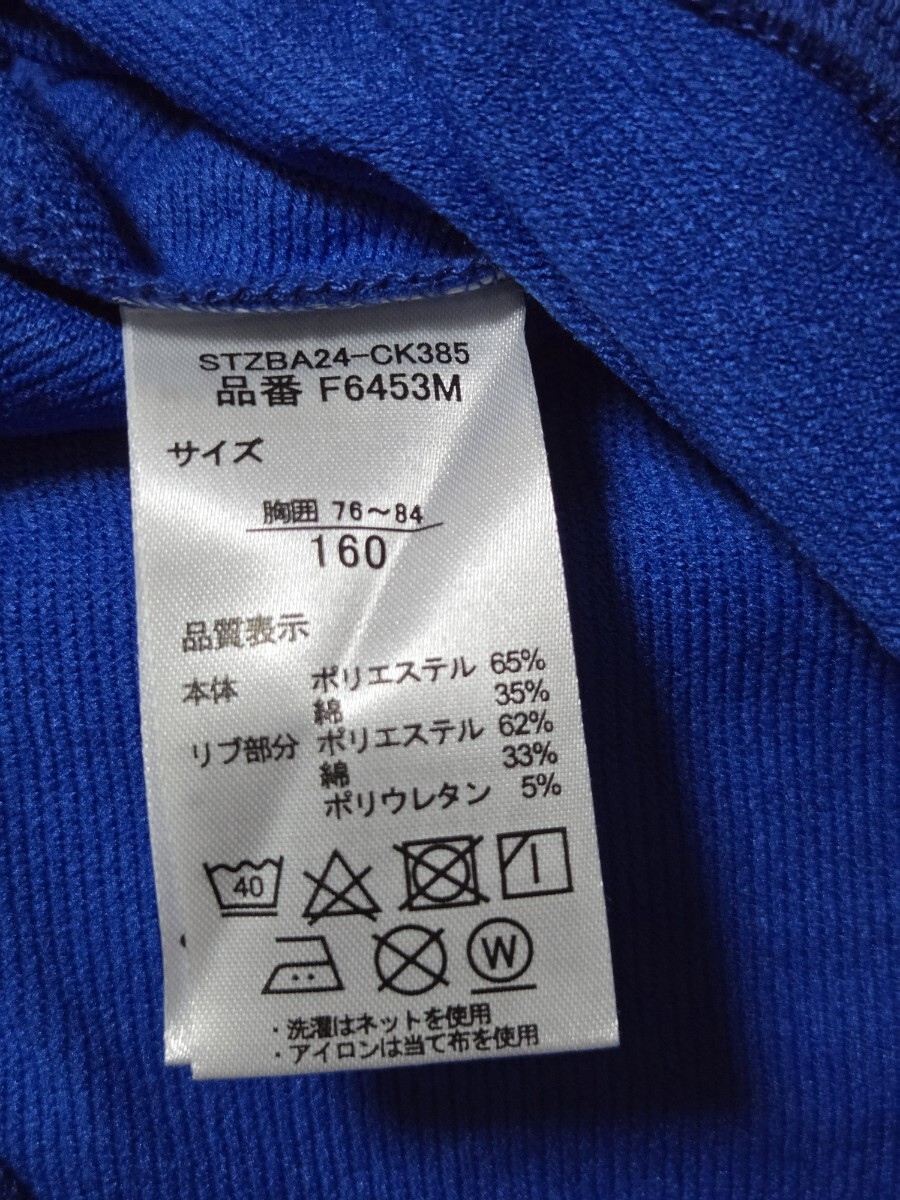 STZBA24-CK385
品番 F6453M
サイズ
胸囲 76〜84
160
品質表示
本体 ポリエステル 65%
綿 35%
リブ部分 ポリエステル 62%
綿 33%
ポリウレタン 5%
40
W
・洗濯はネットを使用
・アイロンは当て布を使用